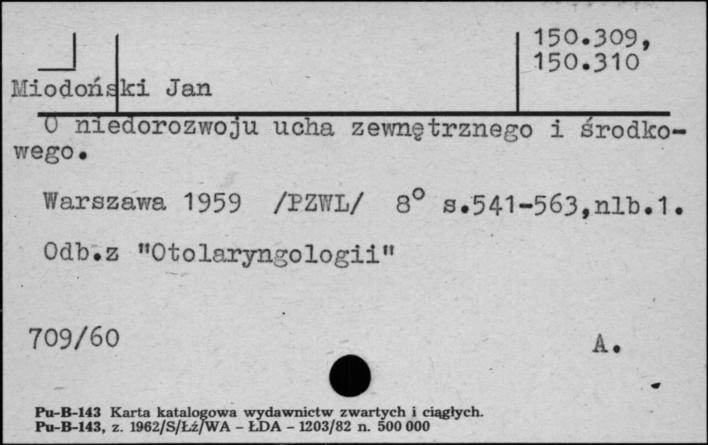 150.309,
150.310
Miodoński Jan
O niedorozwoju ucha zewnętrznego i środko-
wego.
Warszawa 1959 /PZWL/ 8° s.541-563,nlb.1.
Odb.z "Otolaryngologii"
709/60 A.
Pu-B-143 Karta katalogowa wydawnictw zwartych i ciągłych.
Pu-B-143, z. 1962/S/Łż/WA – ŁDA – 1203/82 n. 500 000